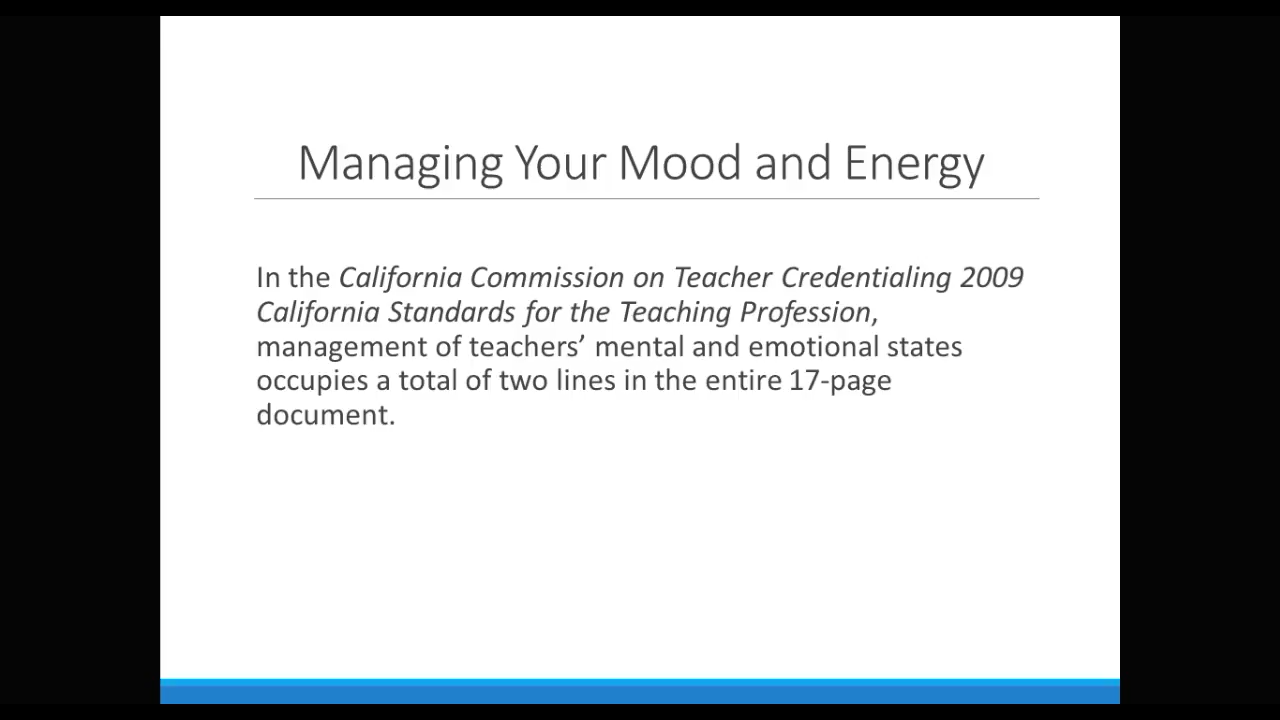 Managing Your Mood and Energy
In the California Commission on Teacher Credentialing 2009
California Standards for the Teaching Profession,
management of teachers’ mental and emotional states
occupies a total of two lines in the entire 17-page
document.